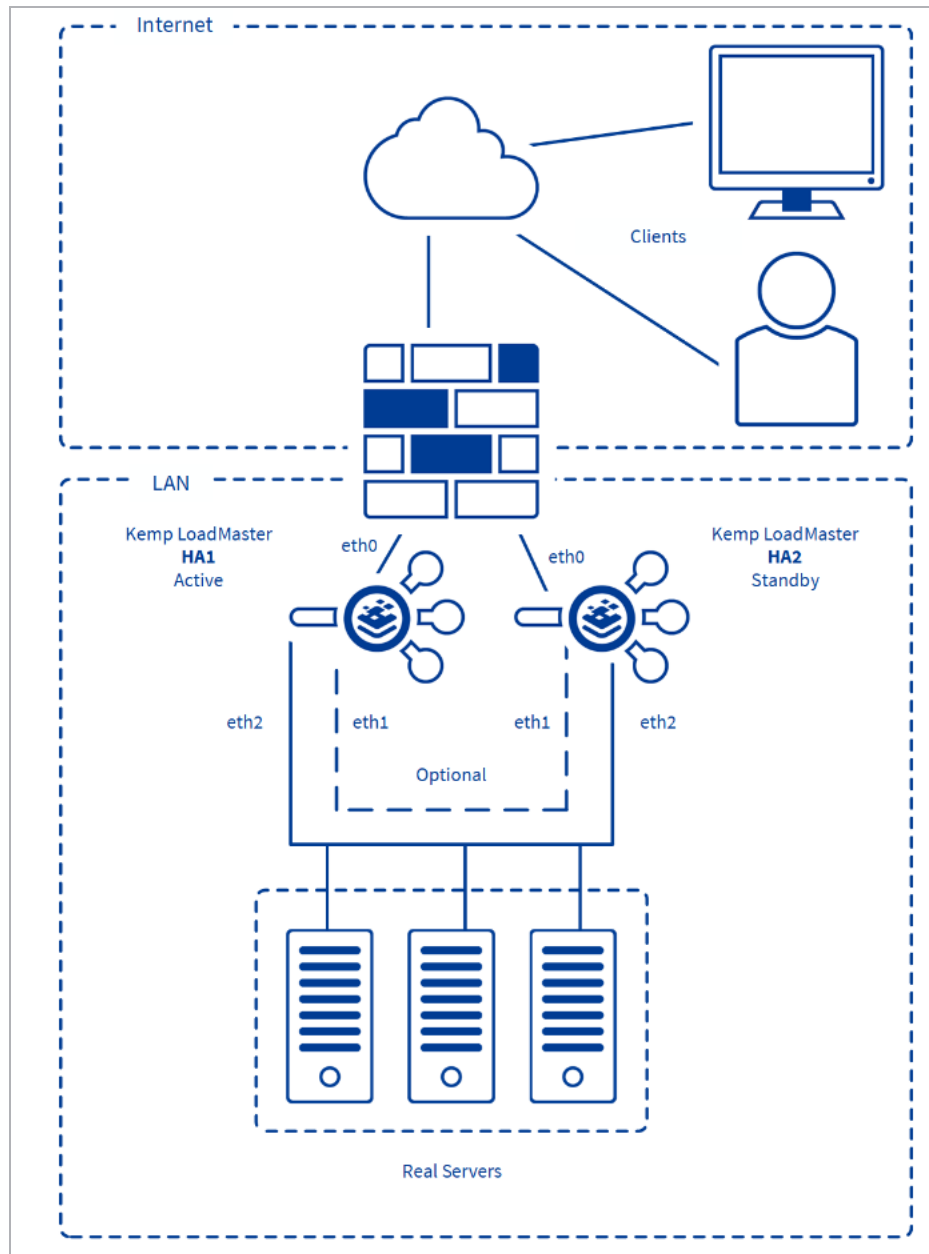 Internet
Clients
LAN
Kemp LoadMaster
HA1
Active
eth0
eth0
Kemp LoadMaster
HA2
Standby
eth2
eth1
eth1
eth2
Optional
Real Servers